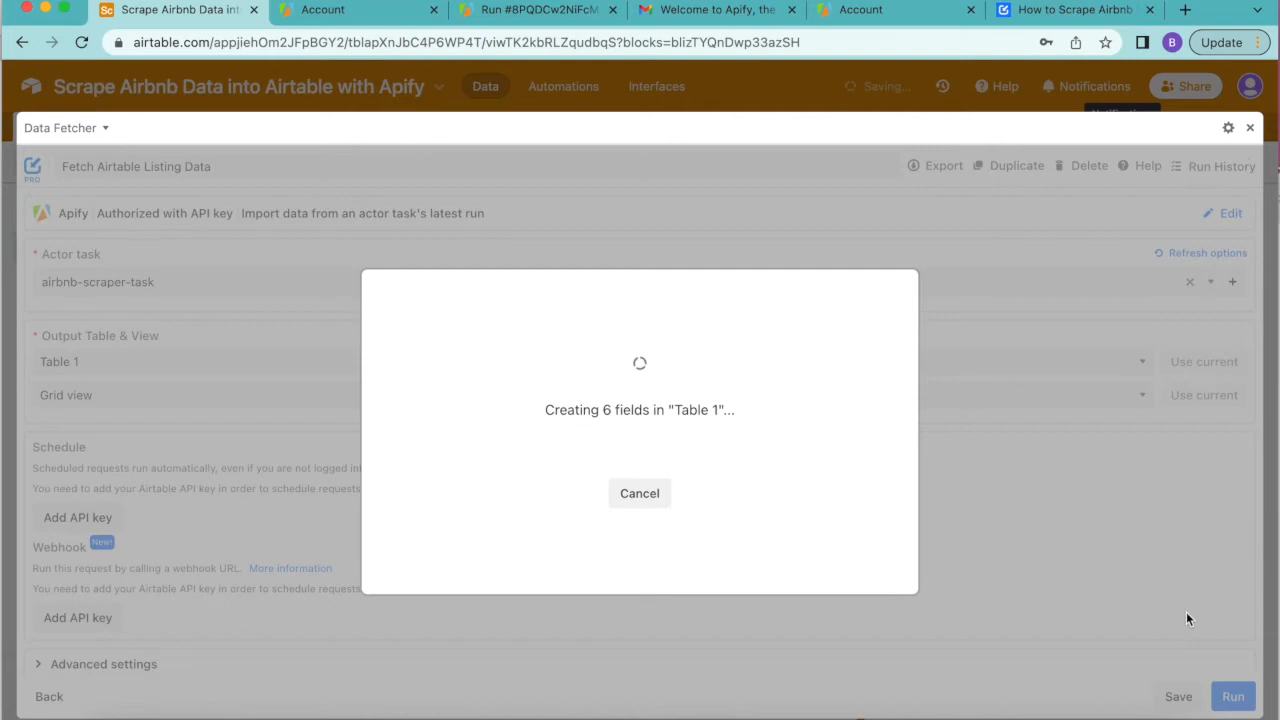 Scrape Airbnb Data int
Account
Run #8PQDCw2NiFcM
Welcome to Apify, the
Account
How to Scrape Airbnb
airtable.com/appjiehOm2JFpBGY2/tblapXnJbC4P6WP4T/viwTK2kbRLZqudbqS?blocks=blizTYQnDwp33azSH
B
Update
Scrape Airbnb Data into Airtable with Apify
Data
Automations
Interfaces
Saving...
Help
Notifications
Share
Data Fetcher
PRO
Fetch Airtable Listing Data
Export
Duplicate
Delete
Help
Run History
Apify
Authorized with API key
Import data from an actor task's latest run
Edit
* Actor task
Refresh options
airbnb-scraper-task
* Output Table & View
Table 1
Use current
Grid view
Use current
Creating 6 fields in "Table 1"...
Cancel
Schedule
Scheduled requests run automatically, even if you are not logged
You need to add your Airtable API key in order to schedule requests
Add API key
Webhook New!
Run this request by calling a webhook URL. More information
You need to add your Airtable API key in order to schedule requests
Add API key
Advanced settings
Back
Save
Run